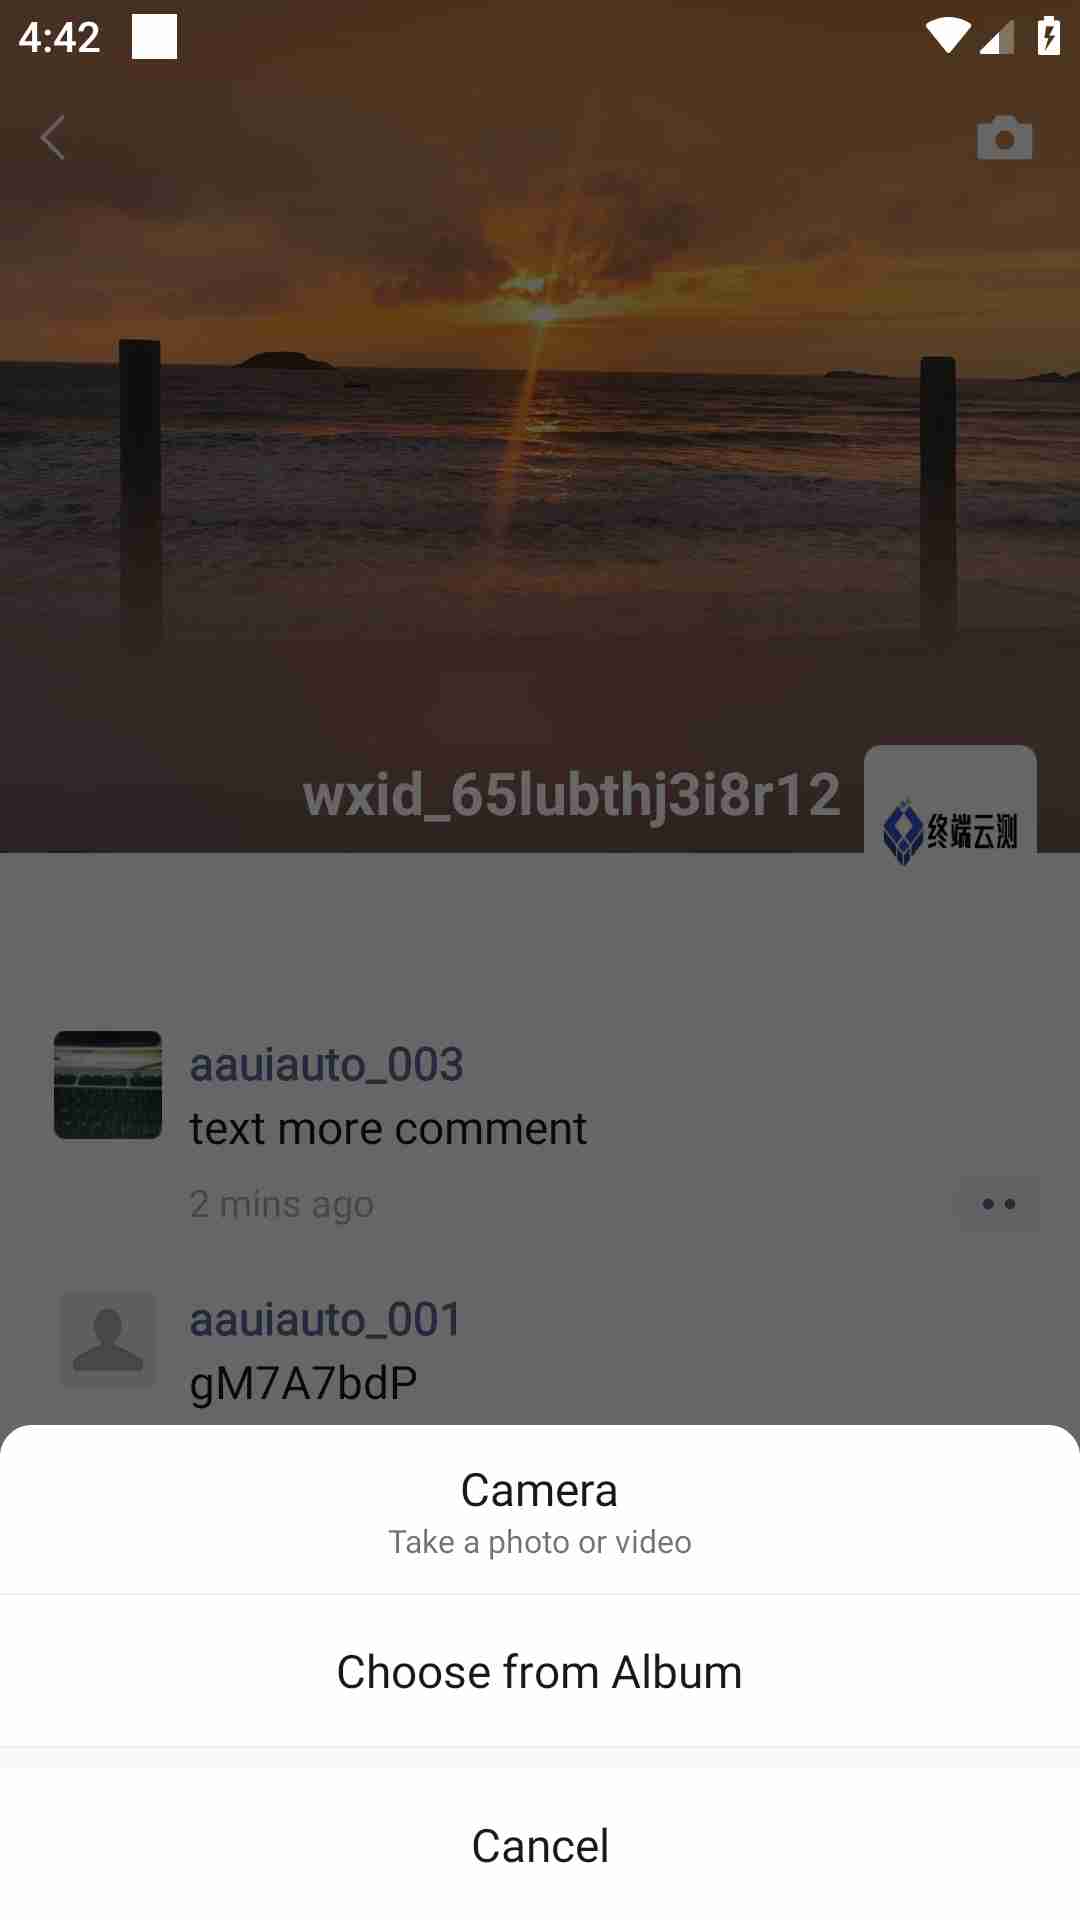 4:42
wxid_65lubthj3i8r12
终端云测
aauiauto_003
text more comment
2 mins ago
aauiauto_001
gM7A7bdP
Camera
Take a photo or video
Choose from Album
Cancel